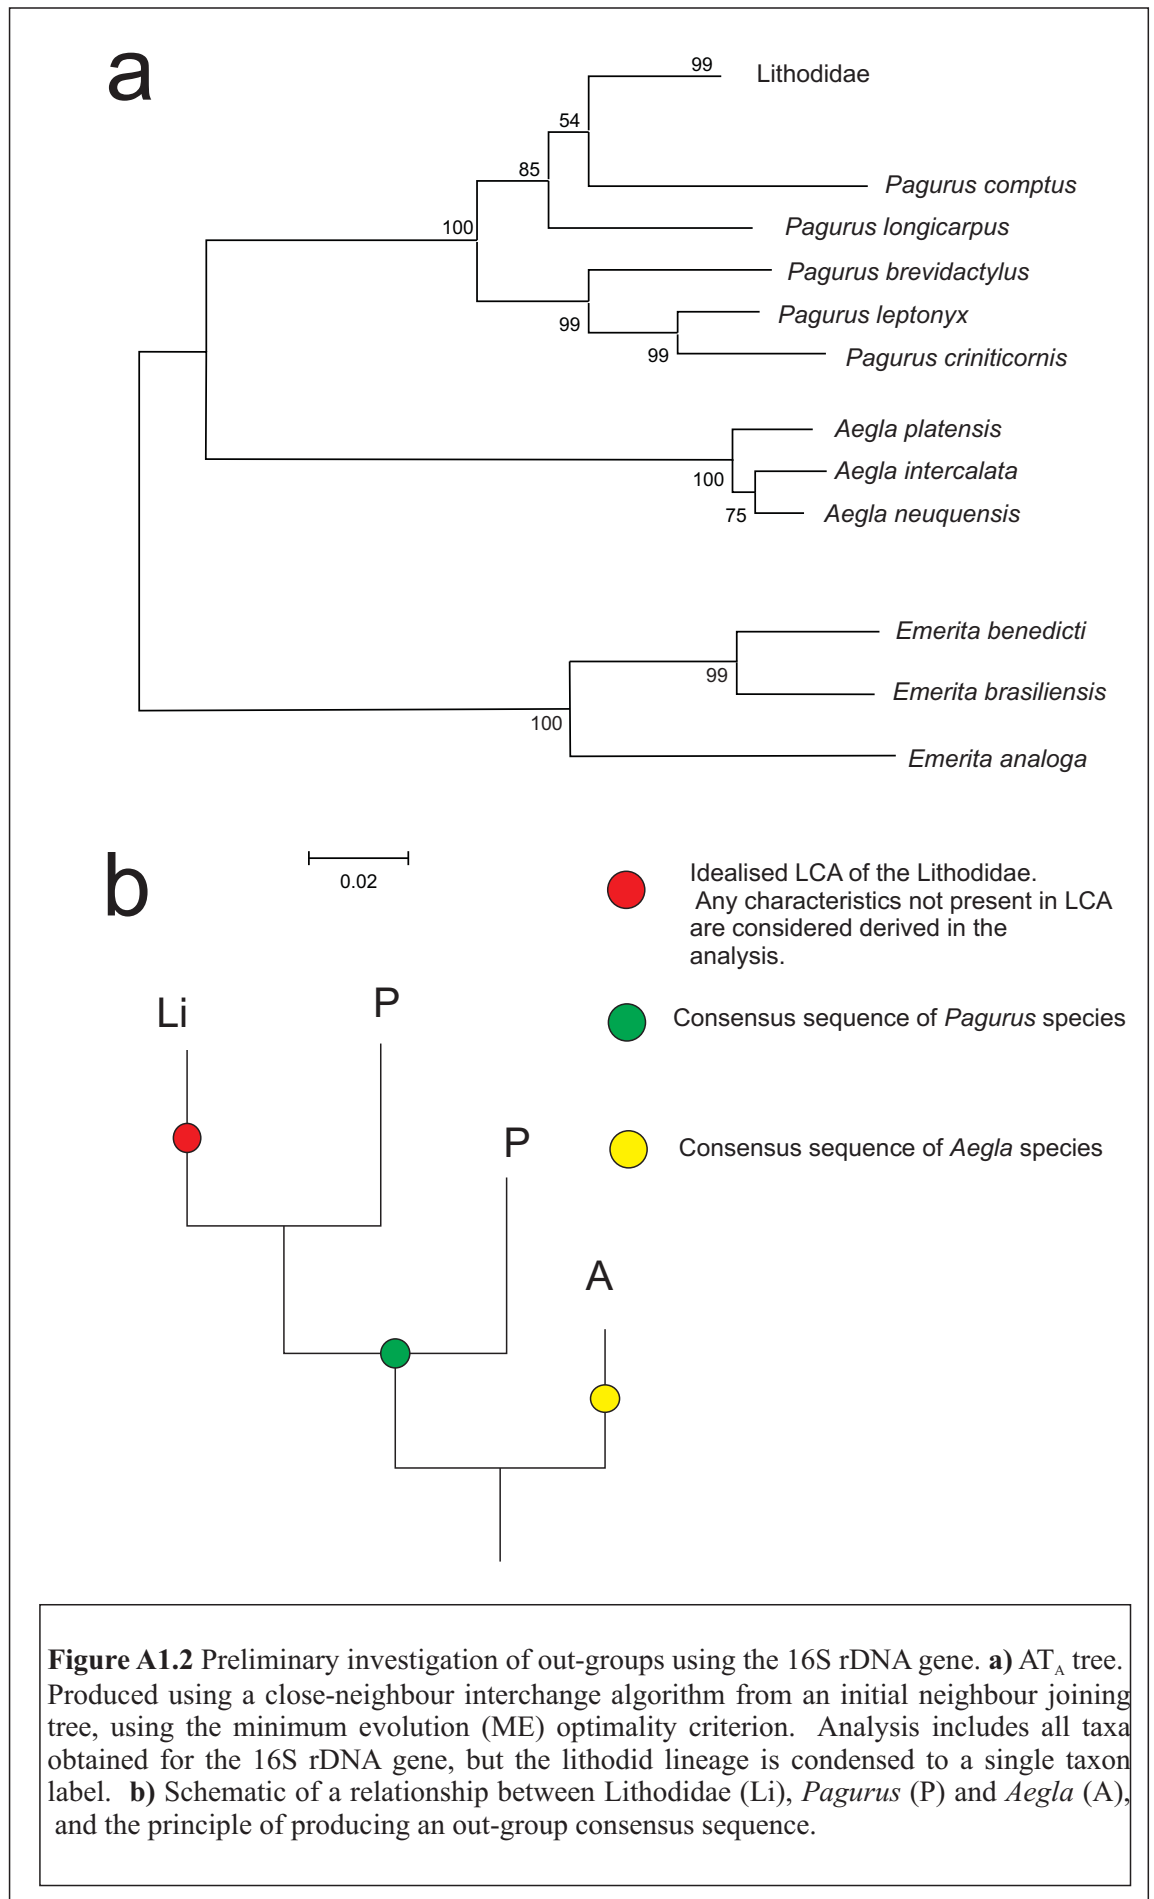 a
99
Lithodidae
54
85
Pagurus comptus
100
Pagurus longicarpus
Pagurus brevidactylus
Pagurus leptonyx
99
99
Pagurus criniticornis
Aegla platensis
Aegla intercalata
100
75
Aegla neuquensis
Emerita benedicti
99
Emerita brasiliensis
100
Emerita analoga
b
0.02
Idealised LCA of the Lithodidae.
Any characteristics not present in LCA
are considered derived in the
analysis.
Li
P
Consensus sequence of Pagurus species
P
Consensus sequence of Aegla species
A
Figure A1.2 Preliminary investigation of out-groups using the 16S rDNA gene. a) ATA tree.
Produced using a close-neighbour interchange algorithm from an initial neighbour joining
tree, using the minimum evolution (ME) optimality criterion. Analysis includes all taxa
obtained for the 16S rDNA gene, but the lithodid lineage is condensed to a single taxon
label. b) Schematic of a relationship between Lithodidae (Li), Pagurus (P) and Aegla (A),
and the principle of producing an out-group consensus sequence.